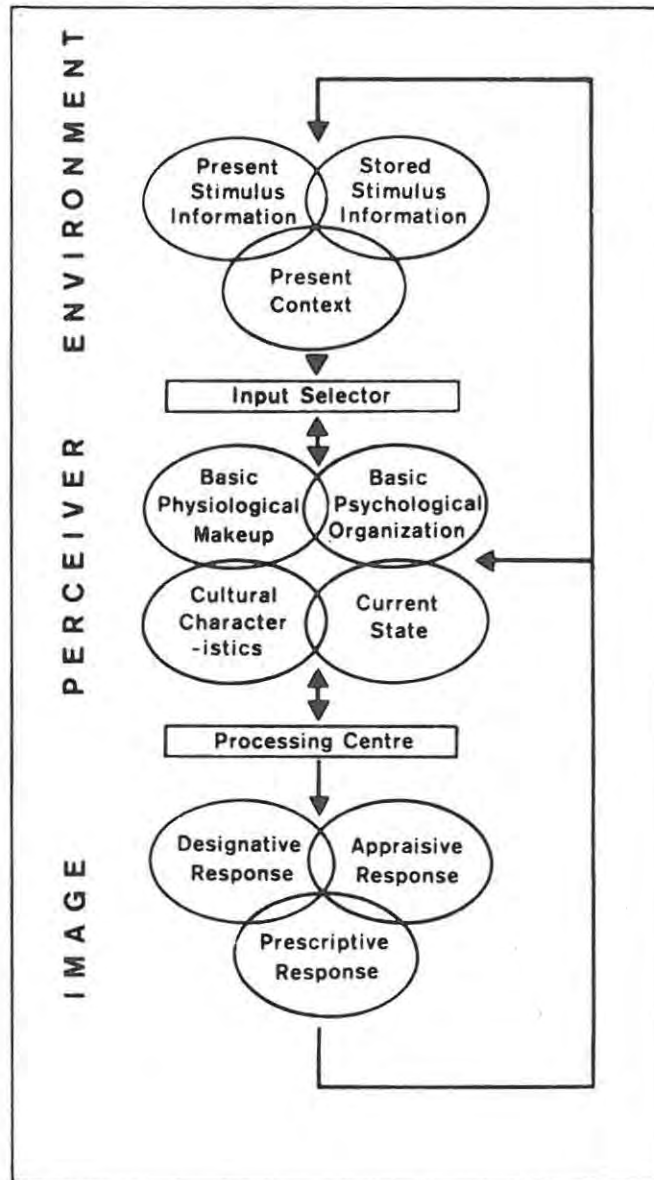 ENVIRONMENT
Present
Stimulus
Information
Stored
Stimulus
Information
Present
Context
Input Selector
PERCEIVER
Basic
Physiological
Makeup
Basic
Psychological
Organization
Cultural
Character
-istics
Current
State
Processing Centre
IMAGE
Designative
Response
Appraisive
Response
Prescriptive
Response